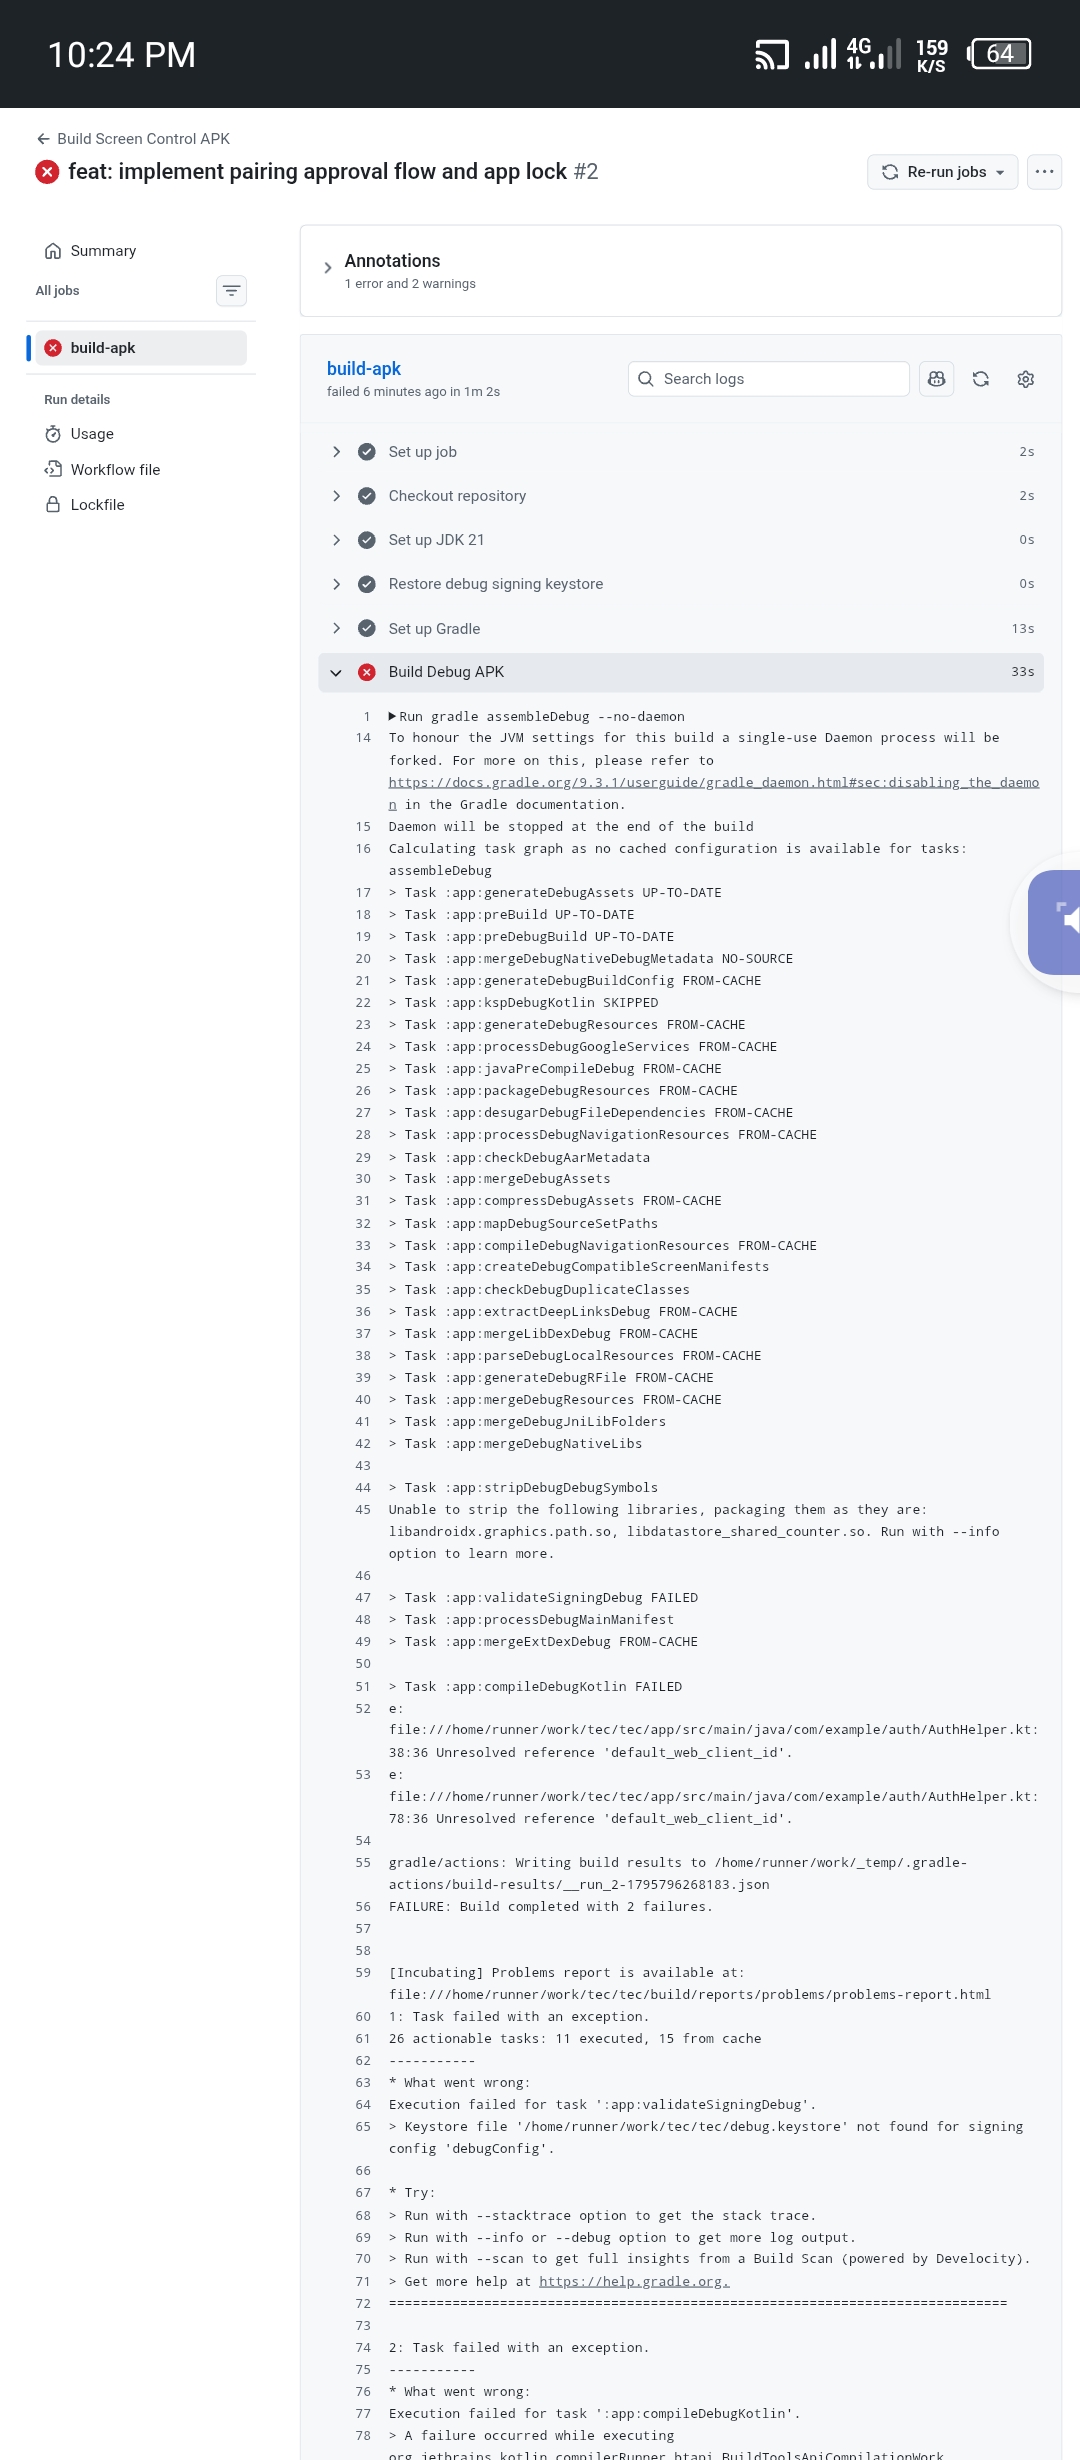 10:24 PM
4G
159
K/S
64
Build Screen Control APK
feat: implement pairing approval flow and app lock #2
Re-run jobs
Summary
All jobs
build-apk
Run details
Usage
Workflow file
Lockfile
Annotations
1 error and 2 warnings
build-apk
failed 6 minutes ago in 1m 2s
Search logs
Set up job 2s
Checkout repository 2s
Set up JDK 21 0s
Restore debug signing keystore 0s
Set up Gradle 13s
Build Debug APK 33s
1 Run gradle assembleDebug --no-daemon
14 To honour the JVM settings for this build a single-use Daemon process will be
forked. For more on this, please refer to
https://docs.gradle.org/9.3.1/userguide/gradle_daemon.html#sec:disabling_the_daemo
n in the Gradle documentation.
15 Daemon will be stopped at the end of the build
16 Calculating task graph as no cached configuration is available for tasks:
assembleDebug
17 > Task :app:generateDebugAssets UP-TO-DATE
18 > Task :app:preBuild UP-TO-DATE
19 > Task :app:preDebugBuild UP-TO-DATE
20 > Task :app:mergeDebugNativeDebugMetadata NO-SOURCE
21 > Task :app:generateDebugBuildConfig FROM-CACHE
22 > Task :app:kspDebugKotlin SKIPPED
23 > Task :app:generateDebugResources FROM-CACHE
24 > Task :app:processDebugGoogleServices FROM-CACHE
25 > Task :app:javaPreCompileDebug FROM-CACHE
26 > Task :app:packageDebugResources FROM-CACHE
27 > Task :app:desugarDebugFileDependencies FROM-CACHE
28 > Task :app:processDebugNavigationResources FROM-CACHE
29 > Task :app:checkDebugAarMetadata
30 > Task :app:mergeDebugAssets
31 > Task :app:compressDebugAssets FROM-CACHE
32 > Task :app:mapDebugSourceSetPaths
33 > Task :app:compileDebugNavigationResources FROM-CACHE
34 > Task :app:createDebugCompatibleScreenManifests
35 > Task :app:checkDebugDuplicateClasses
36 > Task :app:extractDeepLinksDebug FROM-CACHE
37 > Task :app:mergeLibDexDebug FROM-CACHE
38 > Task :app:parseDebugLocalResources FROM-CACHE
39 > Task :app:generateDebugRFile FROM-CACHE
40 > Task :app:mergeDebugResources FROM-CACHE
41 > Task :app:mergeDebugJniLibFolders
42 > Task :app:mergeDebugNativeLibs
43
44 > Task :app:stripDebugDebugSymbols
45 Unable to strip the following libraries, packaging them as they are:
libandroidx.graphics.path.so, libdatastore_shared_counter.so. Run with --info
option to learn more.
46
47 > Task :app:validateSigningDebug FAILED
48 > Task :app:processDebugMainManifest
49 > Task :app:mergeExtDexDebug FROM-CACHE
50
51 > Task :app:compileDebugKotlin FAILED
52 e:
file:///home/runner/work/tec/tec/app/src/main/java/com/example/auth/AuthHelper.kt:
38:36 Unresolved reference 'default_web_client_id'.
53 e:
file:///home/runner/work/tec/tec/app/src/main/java/com/example/auth/AuthHelper.kt:
78:36 Unresolved reference 'default_web_client_id'.
54
55 gradle/actions: Writing build results to /home/runner/work/_temp/.gradle-
actions/build-results/__run_2-1795796268183.json
56 FAILURE: Build completed with 2 failures.
57
58
59 [Incubating] Problems report is available at:
file:///home/runner/work/tec/tec/build/reports/problems/problems-report.html
60 1: Task failed with an exception.
61 26 actionable tasks: 11 executed, 15 from cache
62 -----------
63 * What went wrong:
64 Execution failed for task ':app:validateSigningDebug'.
65 > Keystore file '/home/runner/work/tec/tec/debug.keystore' not found for signing
config 'debugConfig'.
66
67 * Try:
68 > Run with --stacktrace option to get the stack trace.
69 > Run with --info or --debug option to get more log output.
70 > Run with --scan to get full insights from a Build Scan (powered by Develocity).
71 > Get more help at https://help.gradle.org.
72 ==============================================================================
73
74 2: Task failed with an exception.
75 -----------
76 * What went wrong:
77 Execution failed for task ':app:compileDebugKotlin'.
78 > A failure occurred while executing
org.jetbrains.kotlin.compilerRunner.btapi.BuildToolsApiCompilationWork